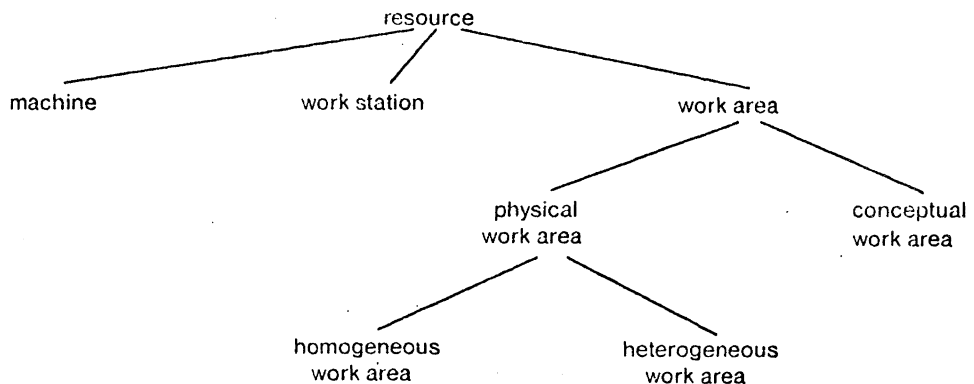 resource
machine
work station
work area
physical
work area
conceptual
work area
homogeneous
work area
heterogeneous
work area